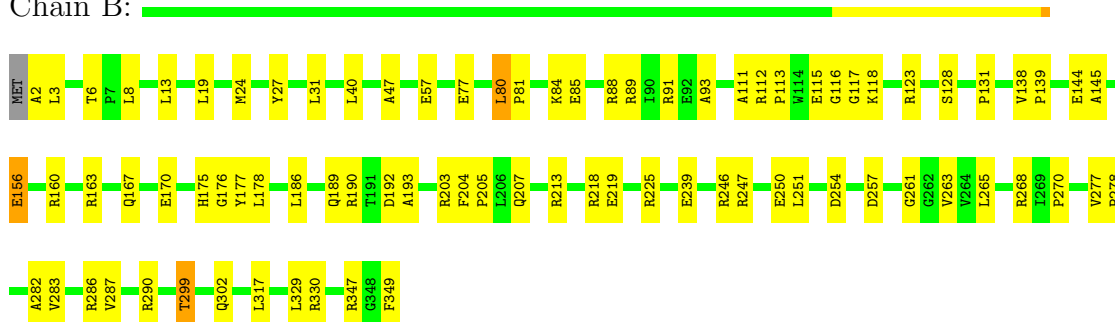 Chain B:
MET A2 L3 T6 P7 L8 L13 L19 M24 Y27 L31 L40 A47 E57 E77 L80 P81 K84 E85 R88 R89 I90 R91 E92 A93 A111 R112 P113 W114 E115 G116 G117 K118 R123 S128 P131 V138 P139 E144 A145
E156 R160 R163 Q167 E170 H175 G176 Y177 L178 L186 Q189 R190 T191 D192 A193 R203 F204 P205 L206 Q207 R213 R218 E219 R225 E239 R246 R247 E250 L251 D254 D257 G261 G262 V263 V264 L265 R268 I269 P270 V277
A282 V283 R286 V287 R290 T299 Q302 L317 L329 R330 R347 G348 F349